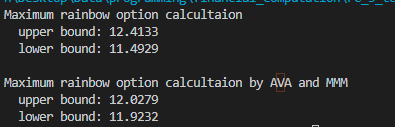 Maximum rainbow option calcultaion
upper bound: 12.4133
lower bound: 11.4929
Maximum rainbow option calcultaion by AVA and MMM
upper bound: 12.0279
lower bound: 11.9232